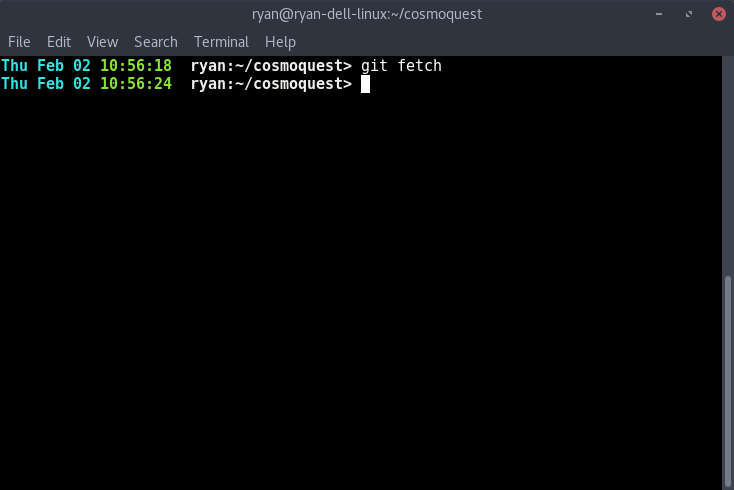 ryan@ryan-dell-linux:~/cosmoquest
File Edit View Search Terminal Help
Thu Feb 02 10:56:18  ryan:~/cosmoquest> git fetch
Thu Feb 02 10:56:24  ryan:~/cosmoquest>